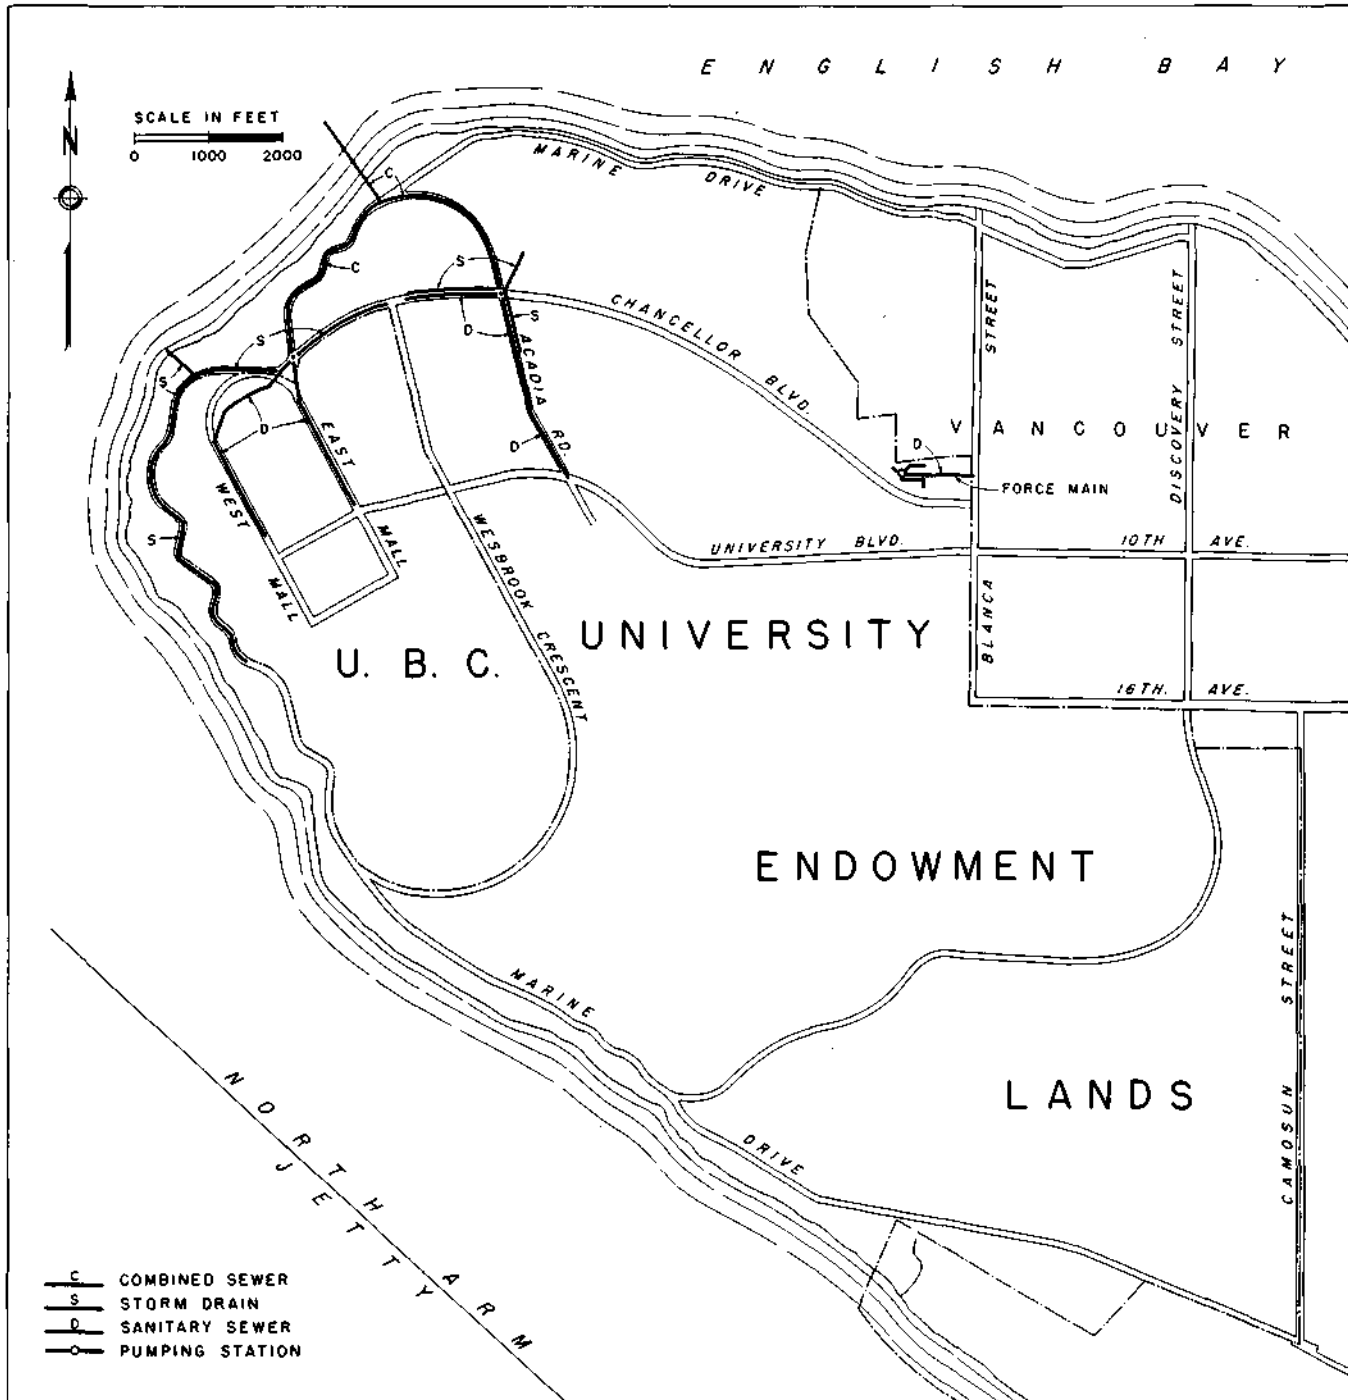 ENGLISH BAY
N
SCALE IN FEET
0 1000 2000
MARINE DRIVE
C
C
S
S
D
S
S
S
D
D
S
CHANCELLOR BLVD.
ACADIA RD.
EAST MALL
WEST MALL
WESBROOK CRESCENT
BLANCA STREET
DISCOVERY STREET
VANCOUVER
D
FORCE MAIN
UNIVERSITY BLVD.
10TH AVE.
16TH. AVE.
U. B. C.
UNIVERSITY
ENDOWMENT
LANDS
CAMOSUN STREET
MARINE DRIVE
NORTH ARM
JETTY
C COMBINED SEWER
S STORM DRAIN
D SANITARY SEWER
PUMPING STATION